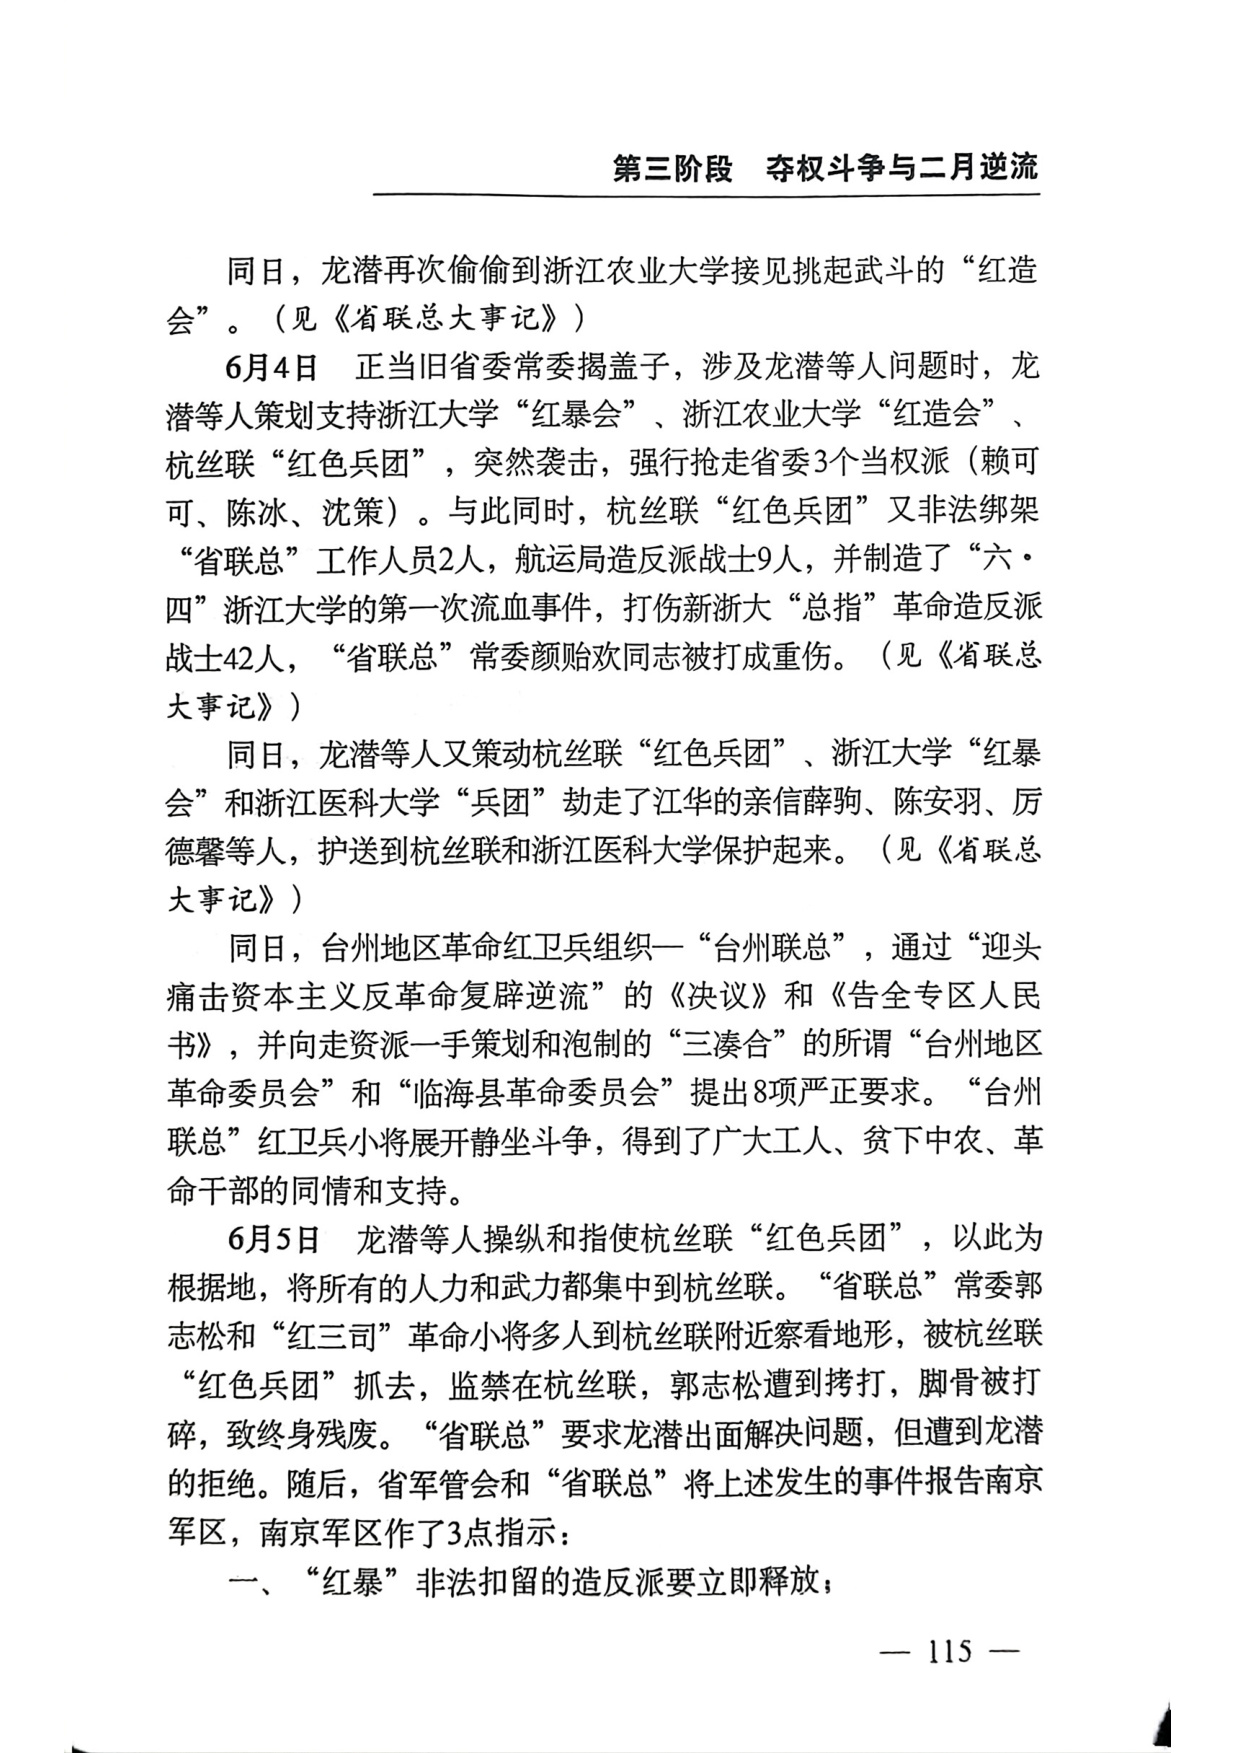 第三阶段　夺权斗争与二月逆流
同日，龙潜再次偷偷到浙江农业大学接见挑起武斗的“红造
会”。（见《省联总大事记》）
6月4日　正当旧省委常委揭盖子，涉及龙潜等人问题时，龙
潜等人策划支持浙江大学“红暴会”、浙江农业大学“红造会”、
杭丝联“红色兵团”，突然袭击，强行抢走省委3个当权派（赖可
可、陈冰、沈策）。与此同时，杭丝联“红色兵团”又非法绑架
“省联总”工作人员2人，航运局造反派战士9人，并制造了“六·
四”浙江大学的第一次流血事件，打伤新浙大“总指”革命造反派
战士42人，“省联总”常委颜贻欢同志被打成重伤。（见《省联总
大事记》）
同日，龙潜等人又策动杭丝联“红色兵团”、浙江大学“红暴
会”和浙江医科大学“兵团”劫走了江华的亲信薛驹、陈安羽、厉
德馨等人，护送到杭丝联和浙江医科大学保护起来。（见《省联总
大事记》）
同日，台州地区革命红卫兵组织—“台州联总”，通过“迎头
痛击资本主义反革命复辟逆流”的《决议》和《告全专区人民
书》，并向走资派一手策划和泡制的“三凑合”的所谓“台州地区
革命委员会”和“临海县革命委员会”提出8项严正要求。“台州
联总”红卫兵小将展开静坐斗争，得到了广大工人、贫下中农、革
命干部的同情和支持。
6月5日　龙潜等人操纵和指使杭丝联“红色兵团”，以此为
根据地，将所有的人力和武力都集中到杭丝联。“省联总”常委郭
志松和“红三司”革命小将多人到杭丝联附近察看地形，被杭丝联
“红色兵团”抓去，监禁在杭丝联，郭志松遭到拷打，脚骨被打
碎，致终身残废。“省联总”要求龙潜出面解决问题，但遭到龙潜
的拒绝。随后，省军管会和“省联总”将上述发生的事件报告南京
军区，南京军区作了3点指示：
一、“红暴”非法扣留的造反派要立即释放；
— 115 —